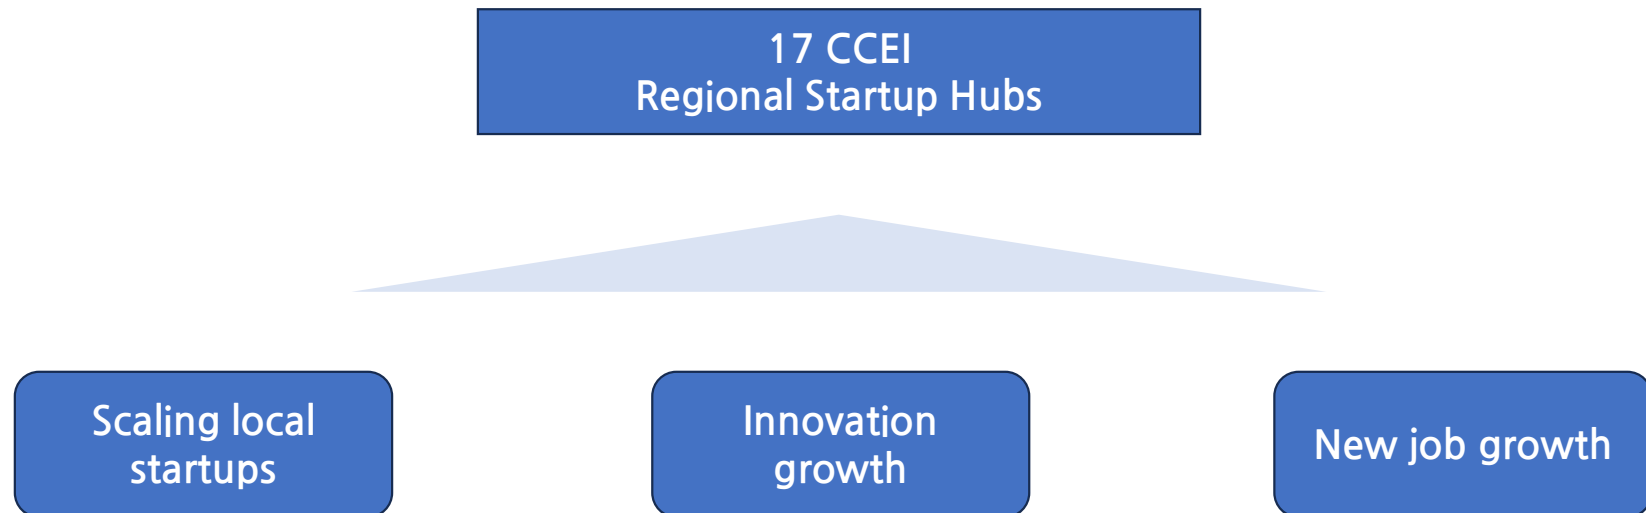 17 CCEI
Regional Startup Hubs
Scaling local
startups
Innovation
growth
New job growth